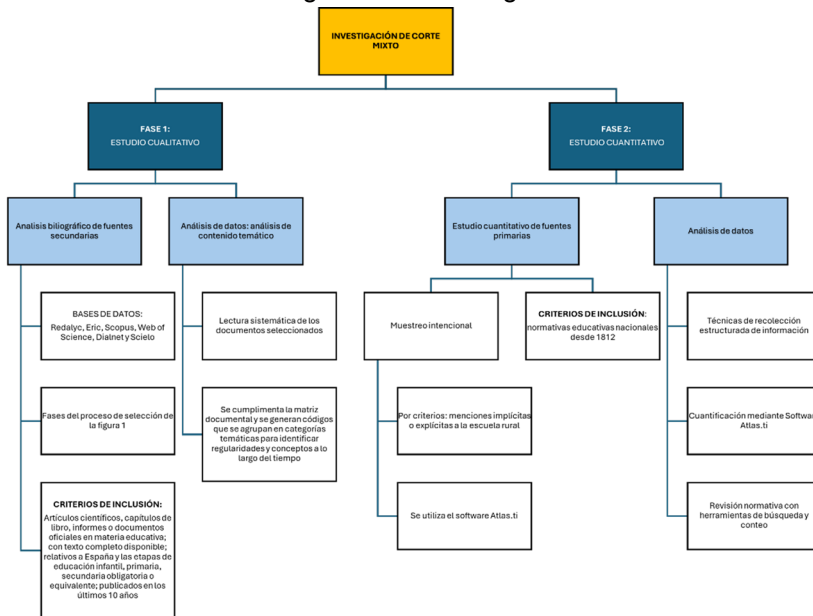 INVESTIGACIÓN DE CORTE
MIXTO
FASE 1:
ESTUDIO CUALITATIVO
FASE 2:
ESTUDIO CUANTITATIVO
Analisis biliográfico de fuentes
secundarias
Análisis de datos: análisis de
contenido temático
Estudio cuantitativo de fuentes
primarias
Análisis de datos
BASES DE DATOS:
Redalyc, Eric, Scopus, Web of
Science, Dialnet y Scielo
Lectura sistemática de los
documentos seleccionados
Muestreo intencional
CRITERIOS DE INCLUSIÓN:
normativas educativas nacionales
desde 1812
Técnicas de recolección
estructurada de información
Fases del proceso de selección de
la figura 1
Se cumplimenta la matriz
documental y se generan códigos
que se agrupan en categorías
temáticas para identificar
regularidades y conceptos a lo
largo del tiempo
Por criterios: menciones implícitas
o explícitas a la escuela rural
Cuantificación mediante Software
Atlas.ti
CRITERIOS DE INCLUSIÓN:
Artículos científicos, capítulos de
libro, informes o documentos
oficiales en materia educativa;
con texto completo disponible;
relativos a España y las etapas de
educación infantil, primaria,
secundaria obligatoria o
equivalente; publicados en los
últimos 10 años
Se utiliza el software Atlas.ti
Revisión normativa con
herramientas de búsqueda y
conteo